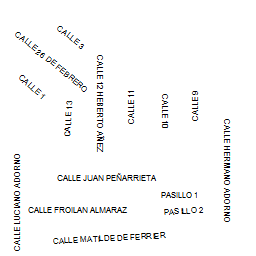 CALLE 3
CALLE 26 DE FEBRERO
CALLE 1
CALLE 12 HEBERTO AÑEZ
CALLE 13
CALLE 11
CALLE 10
CALLE 9
CALLE HERMANO ADORNO
CALLE LUCIANO ADORNO
CALLE JUAN PEÑARRIETA
PASILLO 1
CALLE FROILAN ALMARAZ
PASILLO 2
CALLE MATILDE DE FERRIER